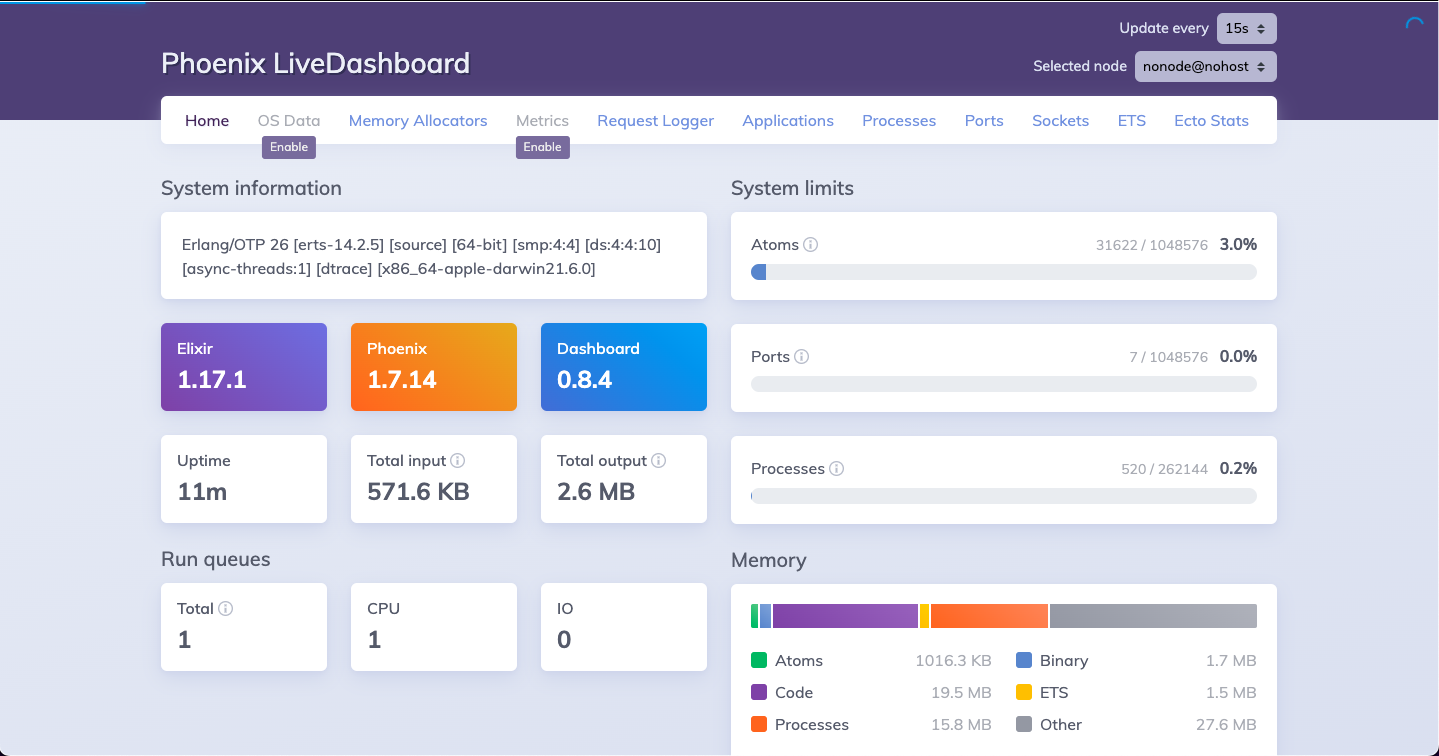 Update every 15s
Phoenix LiveDashboard
Selected node nonode@nohost
Home OS Data Memory Allocators Metrics Request Logger Applications Processes Ports Sockets ETS Ecto Stats
Enable Enable
System information
Erlang/OTP 26 [erts-14.2.5] [source] [64-bit] [smp:4:4] [ds:4:4:10]
[async-threads:1] [dtrace] [x86_64-apple-darwin21.6.0]
Elixir
1.17.1
Phoenix
1.7.14
Dashboard
0.8.4
Uptime
11m
Total input
571.6 KB
Total output
2.6 MB
Run queues
Total
1
CPU
1
IO
0
System limits
Atoms 31622 / 1048576 3.0%
Ports 7 / 1048576 0.0%
Processes 520 / 262144 0.2%
Memory
Atoms 1016.3 KB Binary 1.7 MB
Code 19.5 MB ETS 1.5 MB
Processes 15.8 MB Other 27.6 MB